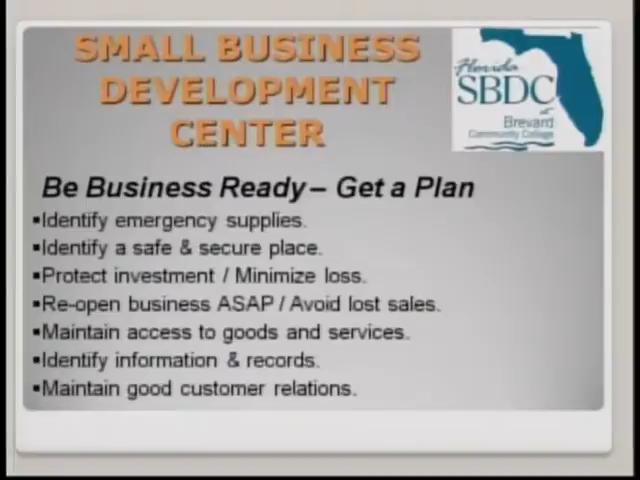 SMALL BUSINESS
DEVELOPMENT
CENTER
Florida
SBDC
at
Brevard
Community College
Be Business Ready – Get a Plan
▪Identify emergency supplies.
▪Identify a safe & secure place.
▪Protect investment / Minimize loss.
▪Re-open business ASAP / Avoid lost sales.
▪Maintain access to goods and services.
▪Identify information & records.
▪Maintain good customer relations.